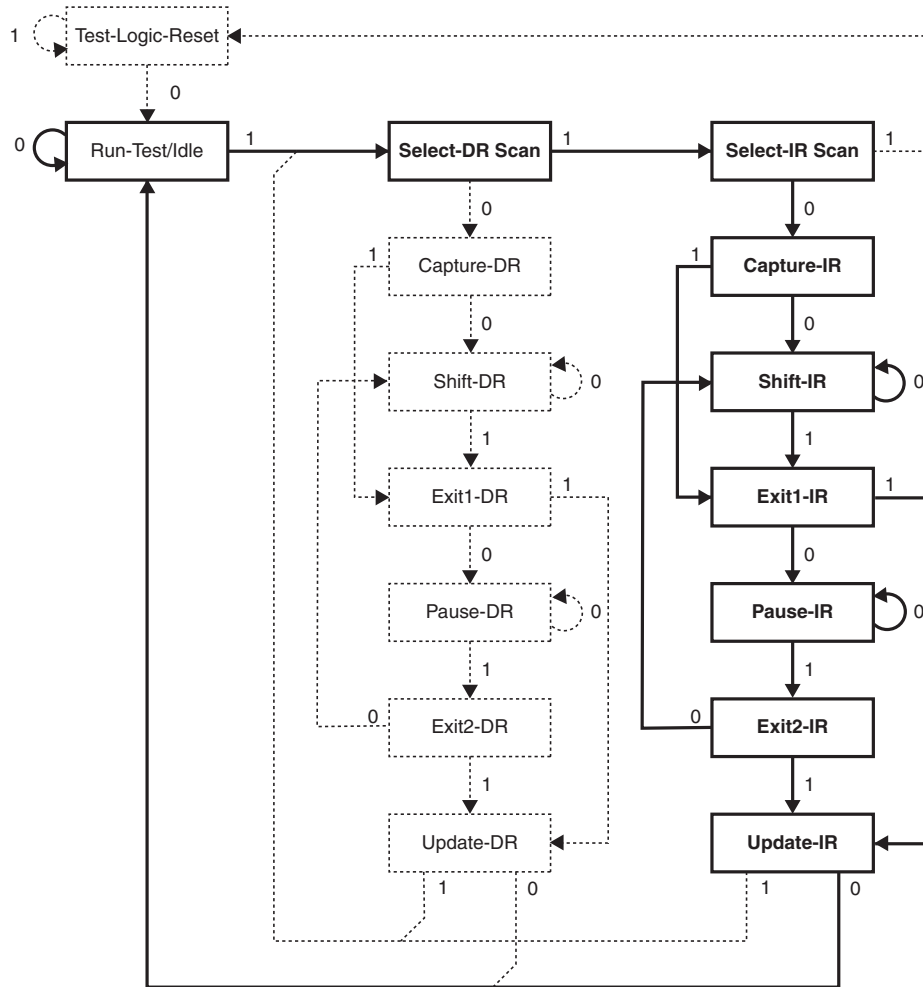 1 Test-Logic-Reset
0
0 Run-Test/Idle 1 Select-DR Scan 1 Select-IR Scan 1
0 0
1 Capture-DR 1 Capture-IR
0 0
Shift-DR 0 Shift-IR 0
1 1
Exit1-DR 1 Exit1-IR 1
0 0
Pause-DR 0 Pause-IR 0
1 1
0 Exit2-DR 0 Exit2-IR
1 1
Update-DR Update-IR
1 0 1 0